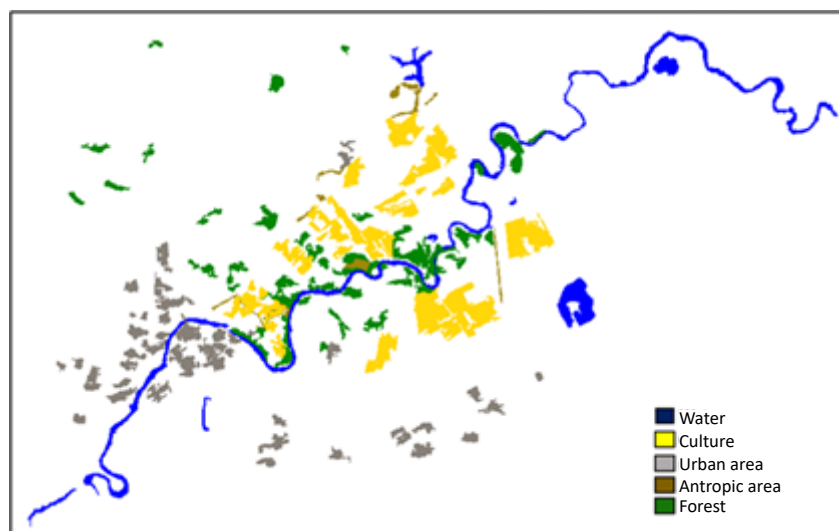 Water
Culture
Urban area
Antropic area
Forest